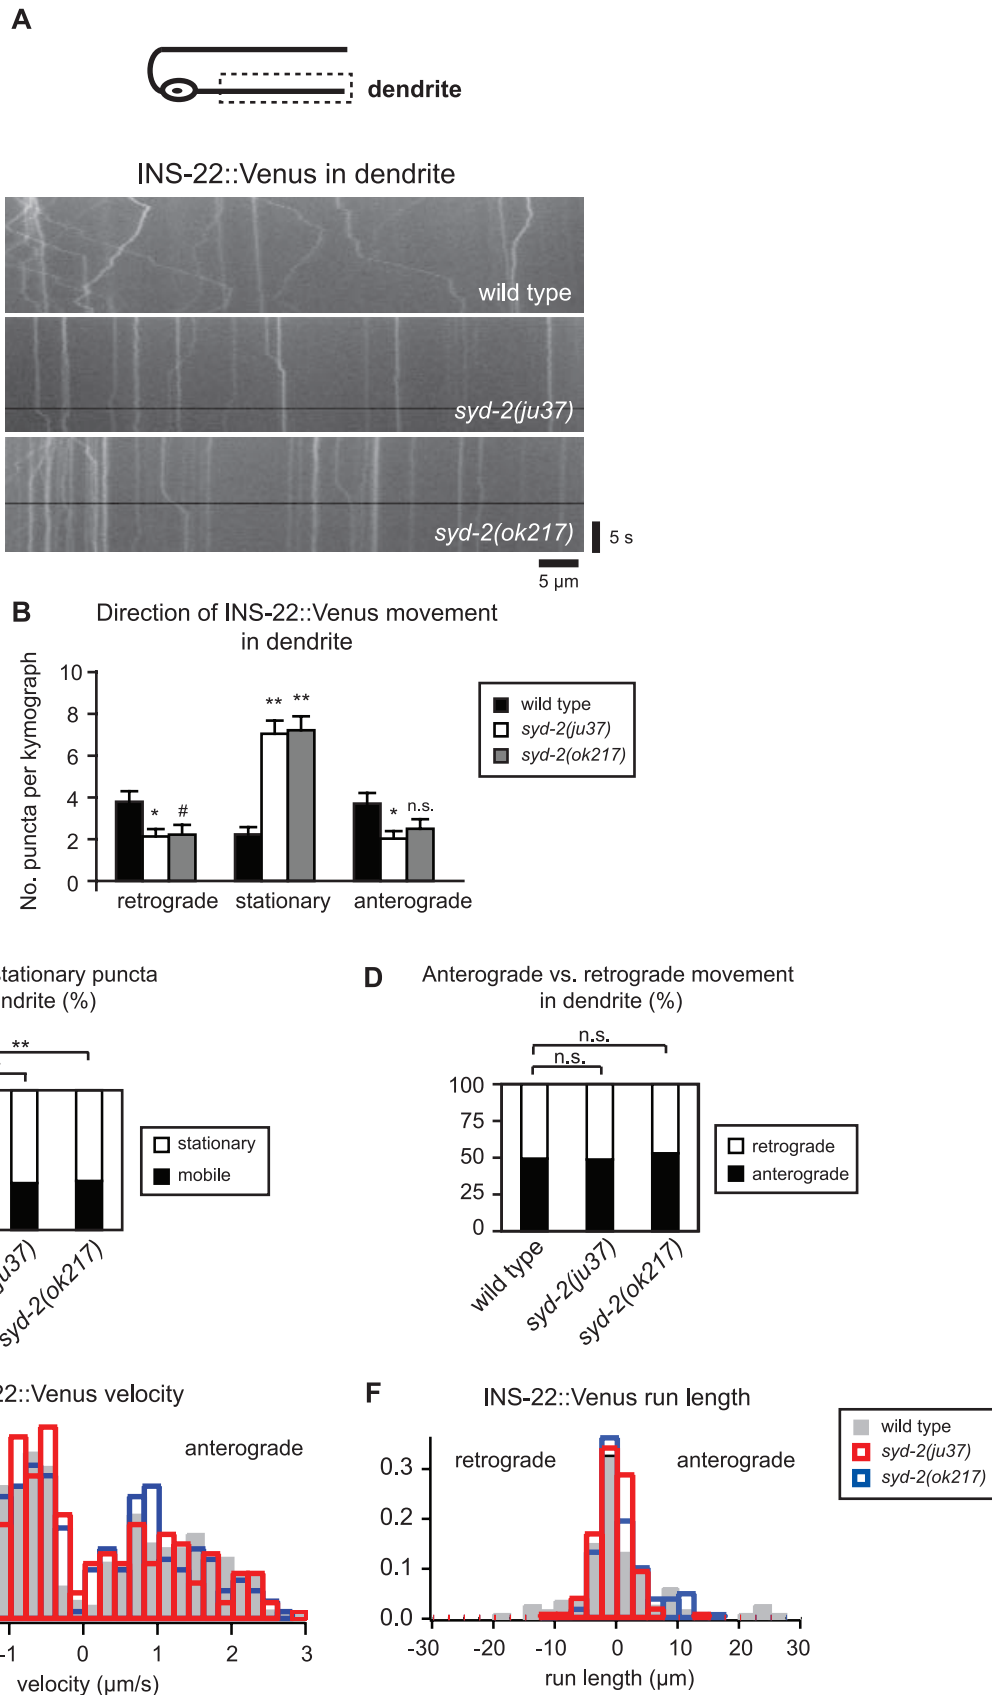 A
dendrite
INS-22::Venus in dendrite
wild type
syd-2(ju37)
syd-2(ok217)
5 s
5 µm
B
Direction of INS-22::Venus movement
in dendrite
No. puncta per kymograph
10
8
6
4
2
0
** **
* #
* n.s.
retrograde stationary anterograde
wild type
syd-2(ju37)
syd-2(ok217)
stationary puncta
ndrite (%)
**
stationary
mobile
ju37)
syd-2(ok217)
D
Anterograde vs. retrograde movement
in dendrite (%)
n.s.
n.s.
100
75
50
25
0
retrograde
anterograde
wild type
syd-2(ju37)
syd-2(ok217)
22::Venus velocity
anterograde
-1 0 1 2 3
velocity (µm/s)
F
INS-22::Venus run length
retrograde anterograde
0.3
0.2
0.1
0.0
-30 -20 -10 0 10 20 30
run length (µm)
wild type
syd-2(ju37)
syd-2(ok217)